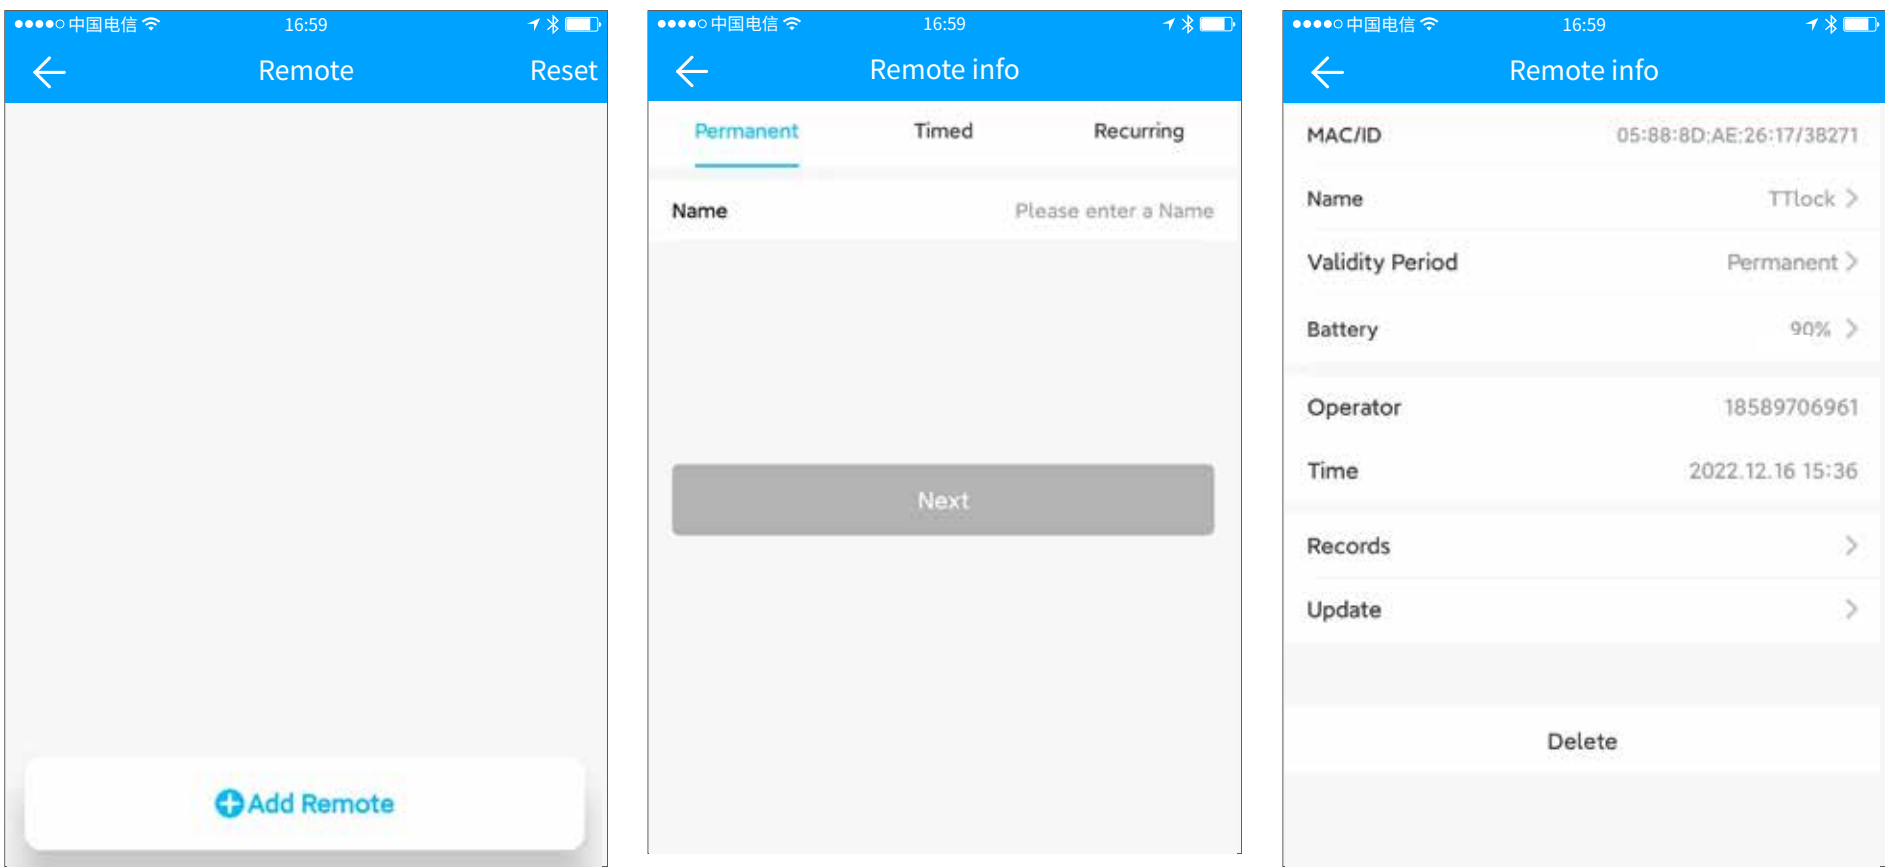 中国电信 16:59
Remote Reset
Add Remote
中国电信 16:59
Remote info
Permanent Timed Recurring
Name Please enter a Name
Next
中国电信 16:59
Remote info
MAC/ID 05:88:8D:AE:26:17/38271
Name TTlock
Validity Period Permanent
Battery 90%
Operator 18589706961
Time 2022.12.16 15:36
Records
Update
Delete